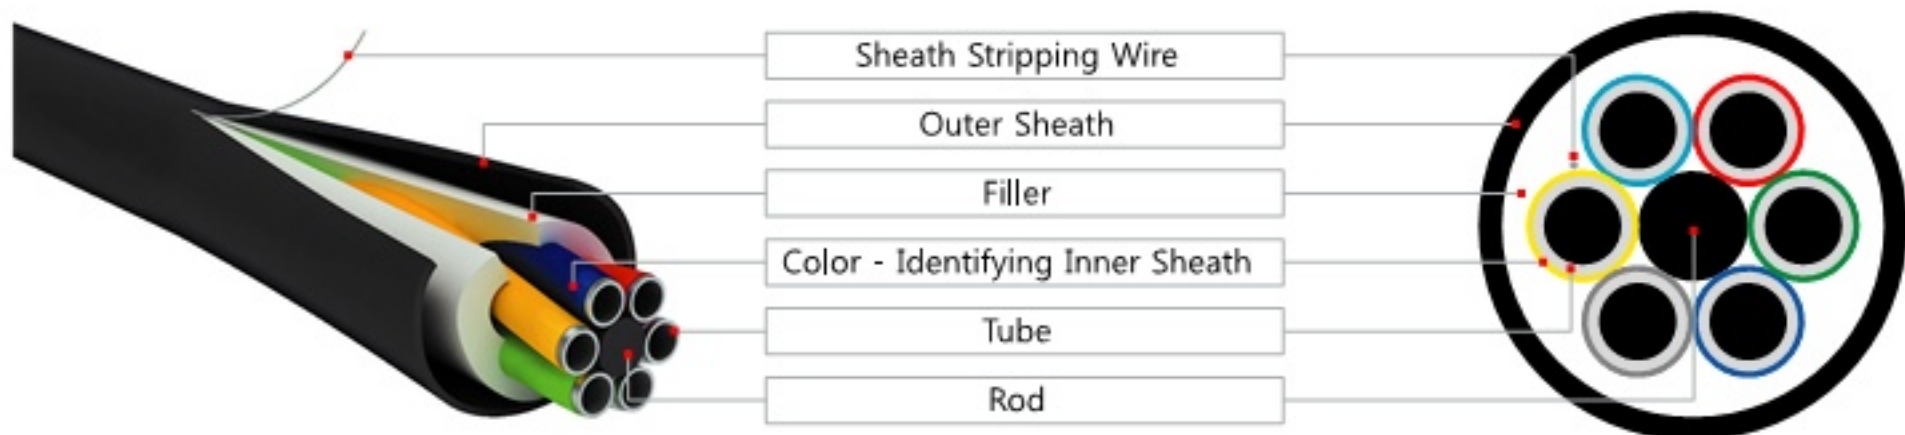 Sheath Stripping Wire
Outer Sheath
Filler
Color - Identifying Inner Sheath
Tube
Rod